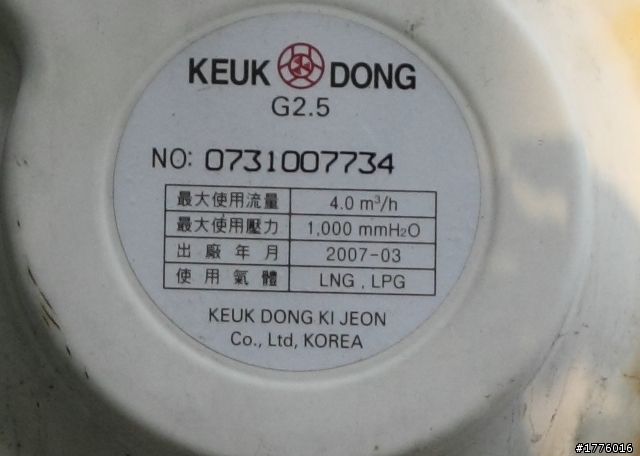 KEUK DONG
G2.5
NO: 0731007734
最大使用流量 4.0 m³/h
最大使用壓力 1,000 mmH₂O
出廠年月 2007-03
使用氣體 LNG , LPG
KEUK DONG KI JEON
Co., Ltd, KOREA
#1776016